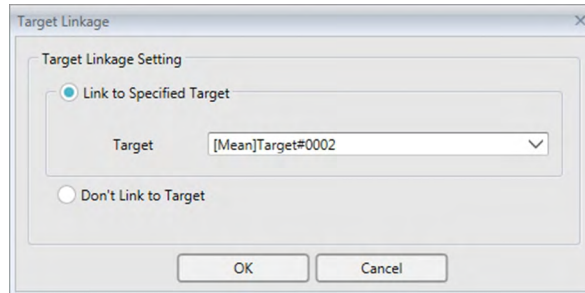 Target Linkage
Target Linkage Setting
Link to Specified Target
Target [Mean]Target#0002
Don't Link to Target
OK Cancel